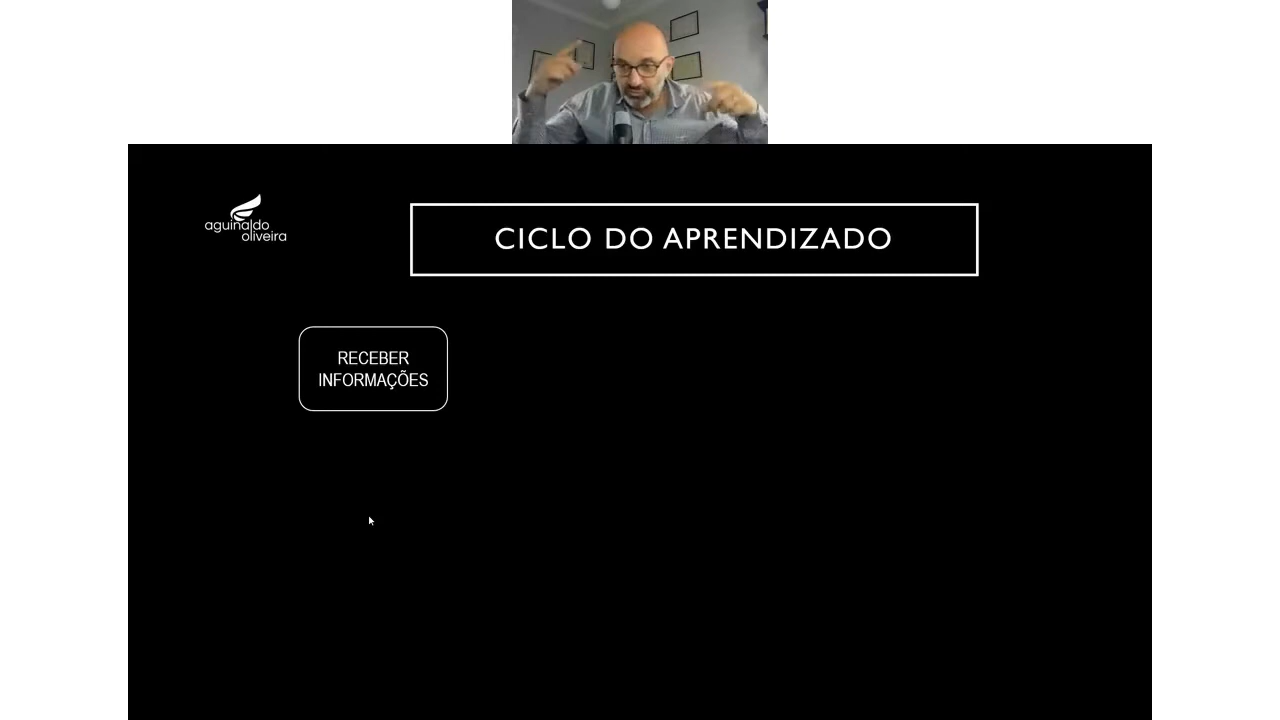 aguinaldo
oliveira
CICLO DO APRENDIZADO
RECEBER
INFORMAÇÕES